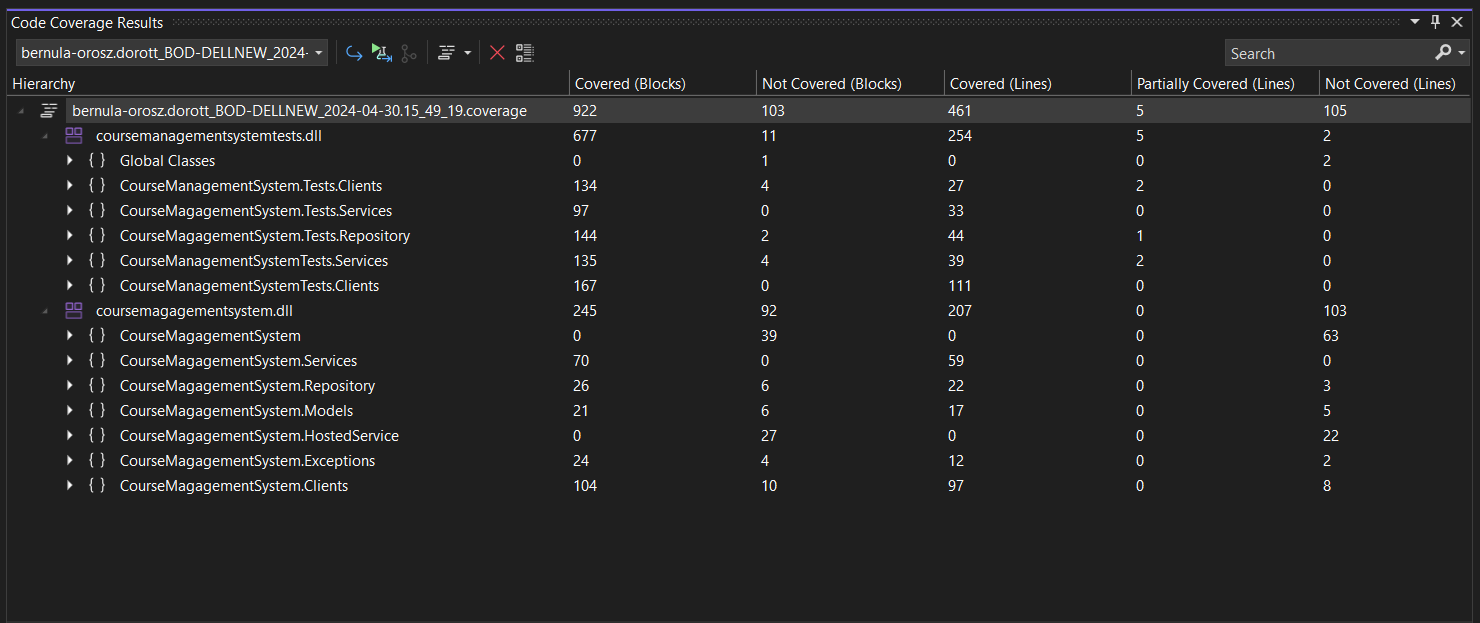 Code Coverage Results
bernula-orosz.dorott_BOD-DELLNEW_2024-
Search
Hierarchy Covered (Blocks) Not Covered (Blocks) Covered (Lines) Partially Covered (Lines) Not Covered (Lines)
bernula-orosz.dorott_BOD-DELLNEW_2024-04-30.15_49_19.coverage 922 103 461 5 105
coursemanagementsystemtests.dll 677 11 254 5 2
{ } Global Classes 0 1 0 0 2
{ } CourseManagementSystem.Tests.Clients 134 4 27 2 0
{ } CourseMagagementSystem.Tests.Services 97 0 33 0 0
{ } CourseMagagementSystem.Tests.Repository 144 2 44 1 0
{ } CourseManagementSystemTests.Services 135 4 39 2 0
{ } CourseManagementSystemTests.Clients 167 0 111 0 0
coursemagagementsystem.dll 245 92 207 0 103
{ } CourseMagagementSystem 0 39 0 0 63
{ } CourseMagagementSystem.Services 70 0 59 0 0
{ } CourseMagagementSystem.Repository 26 6 22 0 3
{ } CourseMagagementSystem.Models 21 6 17 0 5
{ } CourseMagagementSystem.HostedService 0 27 0 0 22
{ } CourseMagagementSystem.Exceptions 24 4 12 0 2
{ } CourseMagagementSystem.Clients 104 10 97 0 8